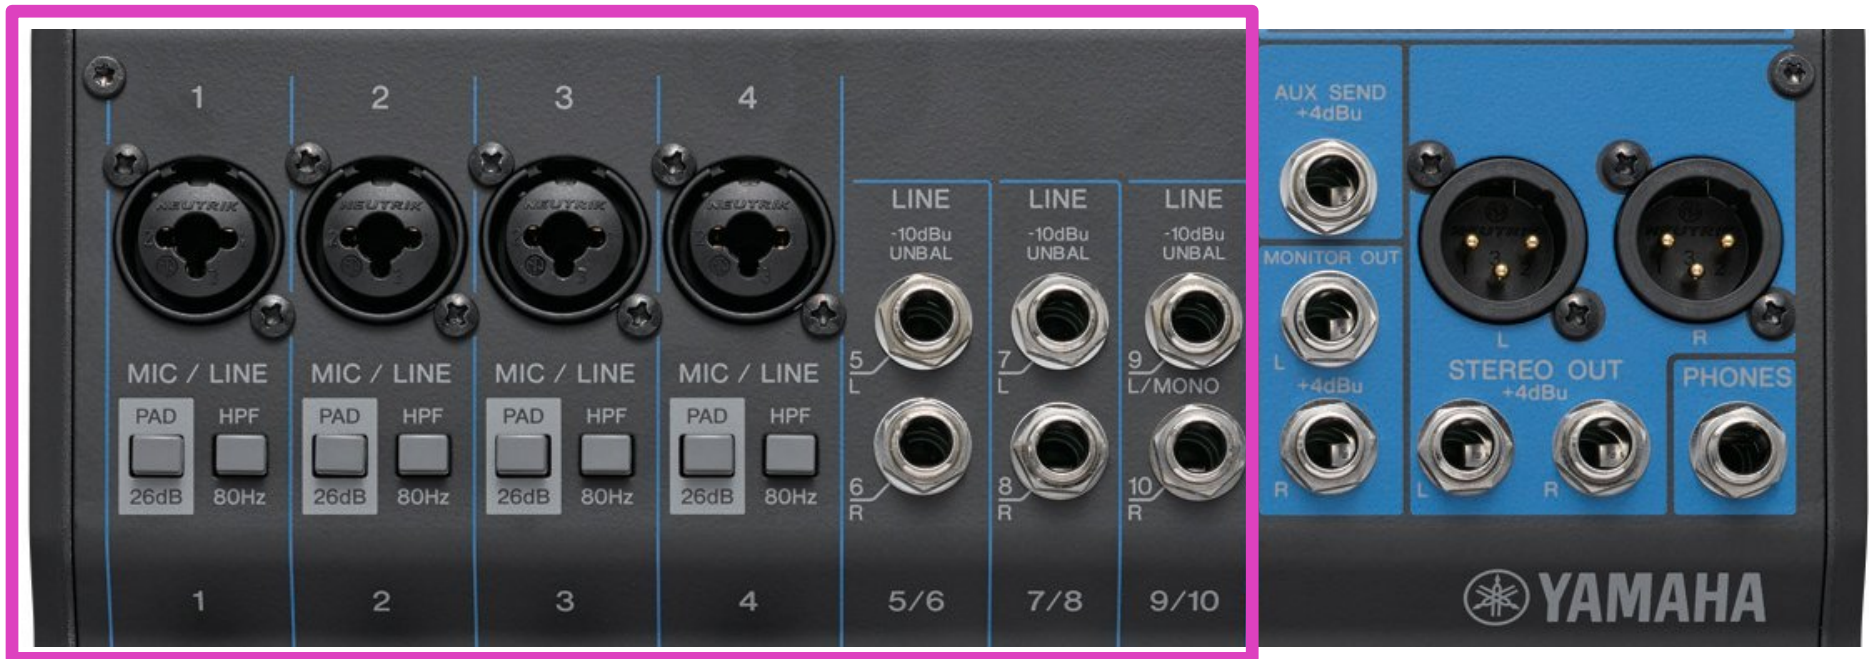 1 2 3 4
NEUTRIK NEUTRIK NEUTRIK NEUTRIK
MIC / LINE MIC / LINE MIC / LINE MIC / LINE
PAD HPF PAD HPF PAD HPF PAD HPF
26dB 80Hz 26dB 80Hz 26dB 80Hz 26dB 80Hz
1 2 3 4
LINE LINE LINE
-10dBu -10dBu -10dBu
UNBAL UNBAL UNBAL
5 7 9
L L L/MONO
6 8 10
R R R
5/6 7/8 9/10
AUX SEND
+4dBu
MONITOR OUT
L
+4dBu
R
L R
STEREO OUT
+4dBu
L R
PHONES
YAMAHA